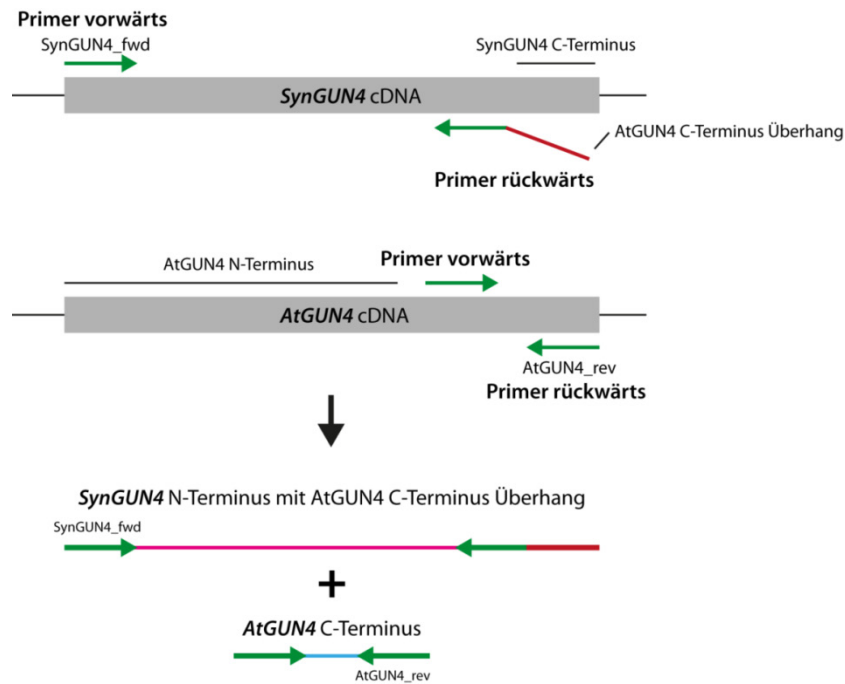 Primer vorwärts
SynGUN4_fwd
SynGUN4 C-Terminus
SynGUN4 cDNA
AtGUN4 C-Terminus Überhang
Primer rückwärts
AtGUN4 N-Terminus
Primer vorwärts
AtGUN4 cDNA
AtGUN4_rev
Primer rückwärts
SynGUN4 N-Terminus mit AtGUN4 C-Terminus Überhang
SynGUN4_fwd
+
AtGUN4 C-Terminus
AtGUN4_rev